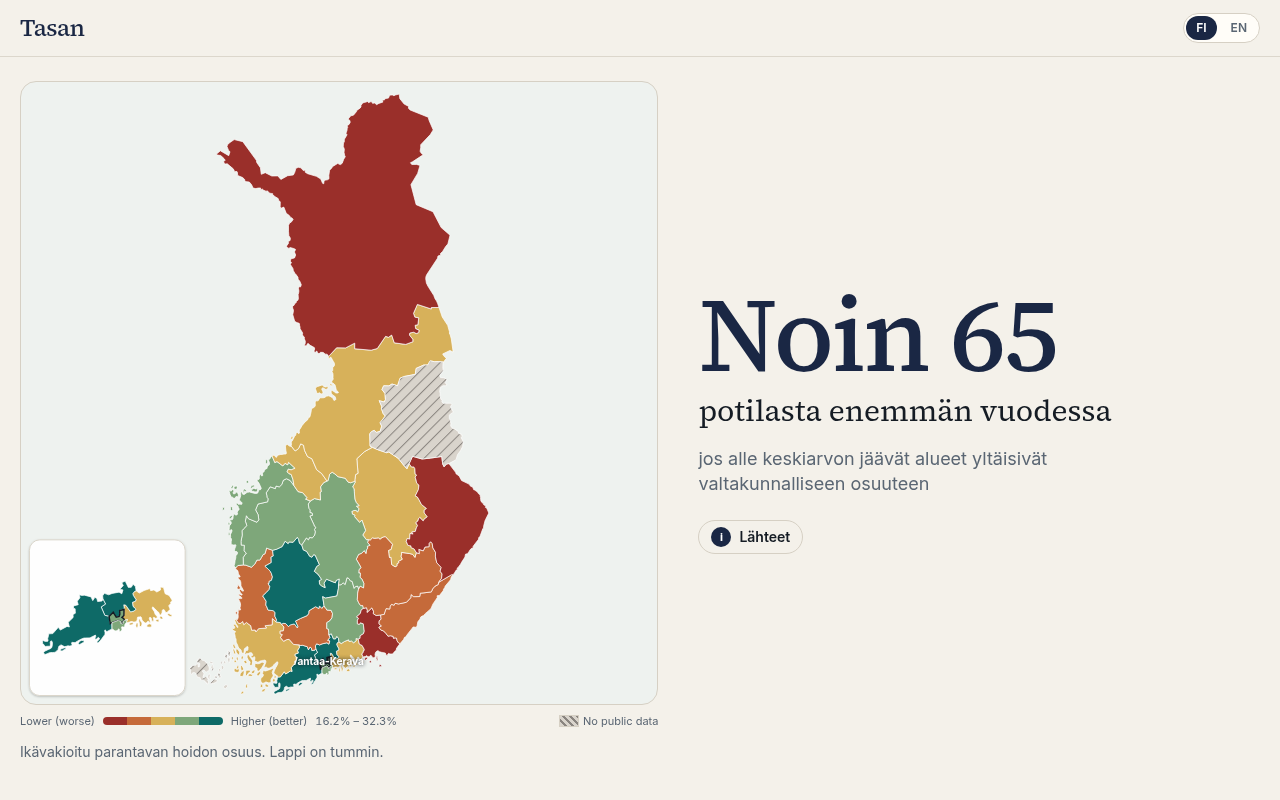 Tasan
FI EN
Noin 65
potilasta enemmän vuodessa
jos alle keskiarvon jäävät alueet yltäisivät
valtakunnalliseen osuuteen
i Lähteet
antaa-Kerava
Lower (worse) Higher (better) 16.2% – 32.3% No public data
Ikävakioitu parantavan hoidon osuus. Lappi on tummin.